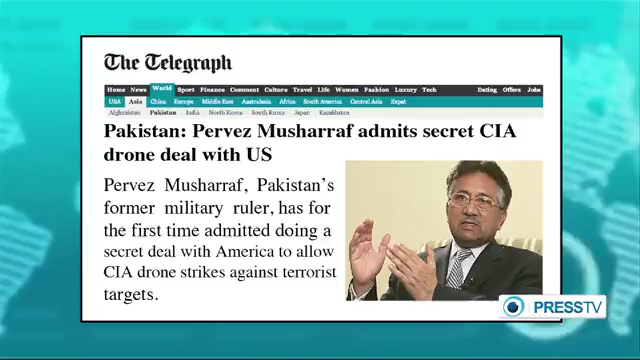 The Telegraph
Home News World Sport Finance Comment Culture Travel Life Women Fashion Luxury Tech Dating Offers Jobs
USA Asia China Europe Middle East Australasia Africa South America Central Asia Expat
Afghanistan Pakistan India North Korea South Korea Japan Kazakhstan
Pakistan: Pervez Musharraf admits secret CIA
drone deal with US
Pervez Musharraf, Pakistan's
former military ruler, has for
the first time admitted doing a
secret deal with America to allow
CIA drone strikes against terrorist
targets.
PRESSTV